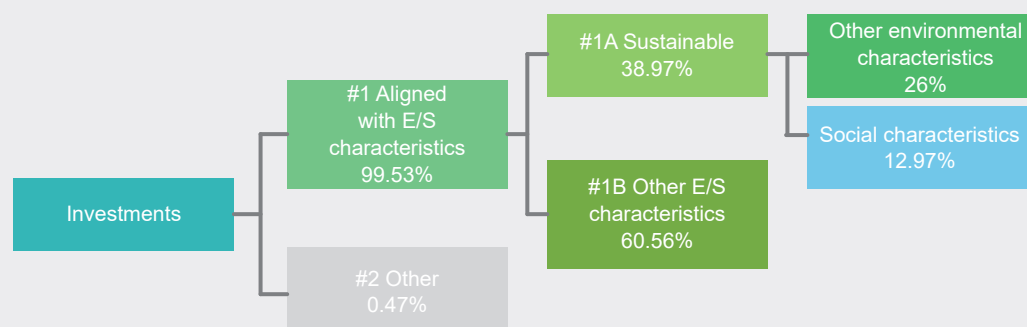 Investments
#1 Aligned
with E/S
characteristics
99.53%
#2 Other
0.47%
#1A Sustainable
38.97%
#1B Other E/S
characteristics
60.56%
Other environmental
characteristics
26%
Social characteristics
12.97%